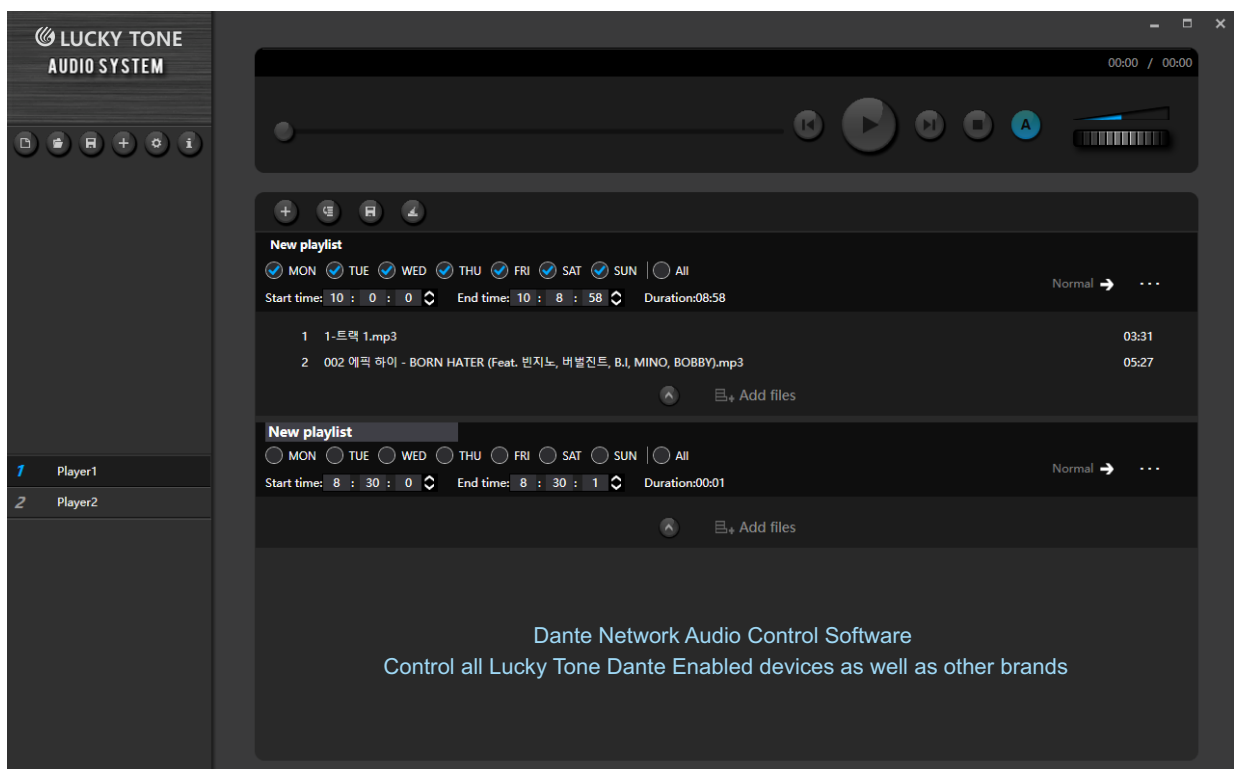 LUCKY TONE
AUDIO SYSTEM
00:00 / 00:00
A
New playlist
MON TUE WED THU FRI SAT SUN All
Start time: 10 : 0 : 0 End time: 10 : 8 : 58 Duration:08:58
Normal
1 1-트랙 1.mp3 03:31
2 002 에픽 하이 - BORN HATER (Feat. 빈지노, 버벌진트, B.I, MINO, BOBBY).mp3 05:27
Add files
New playlist
MON TUE WED THU FRI SAT SUN All
Start time: 8 : 30 : 0 End time: 8 : 30 : 1 Duration:00:01
Normal
Add files
1 Player1
2 Player2
Dante Network Audio Control Software
Control all Lucky Tone Dante Enabled devices as well as other brands